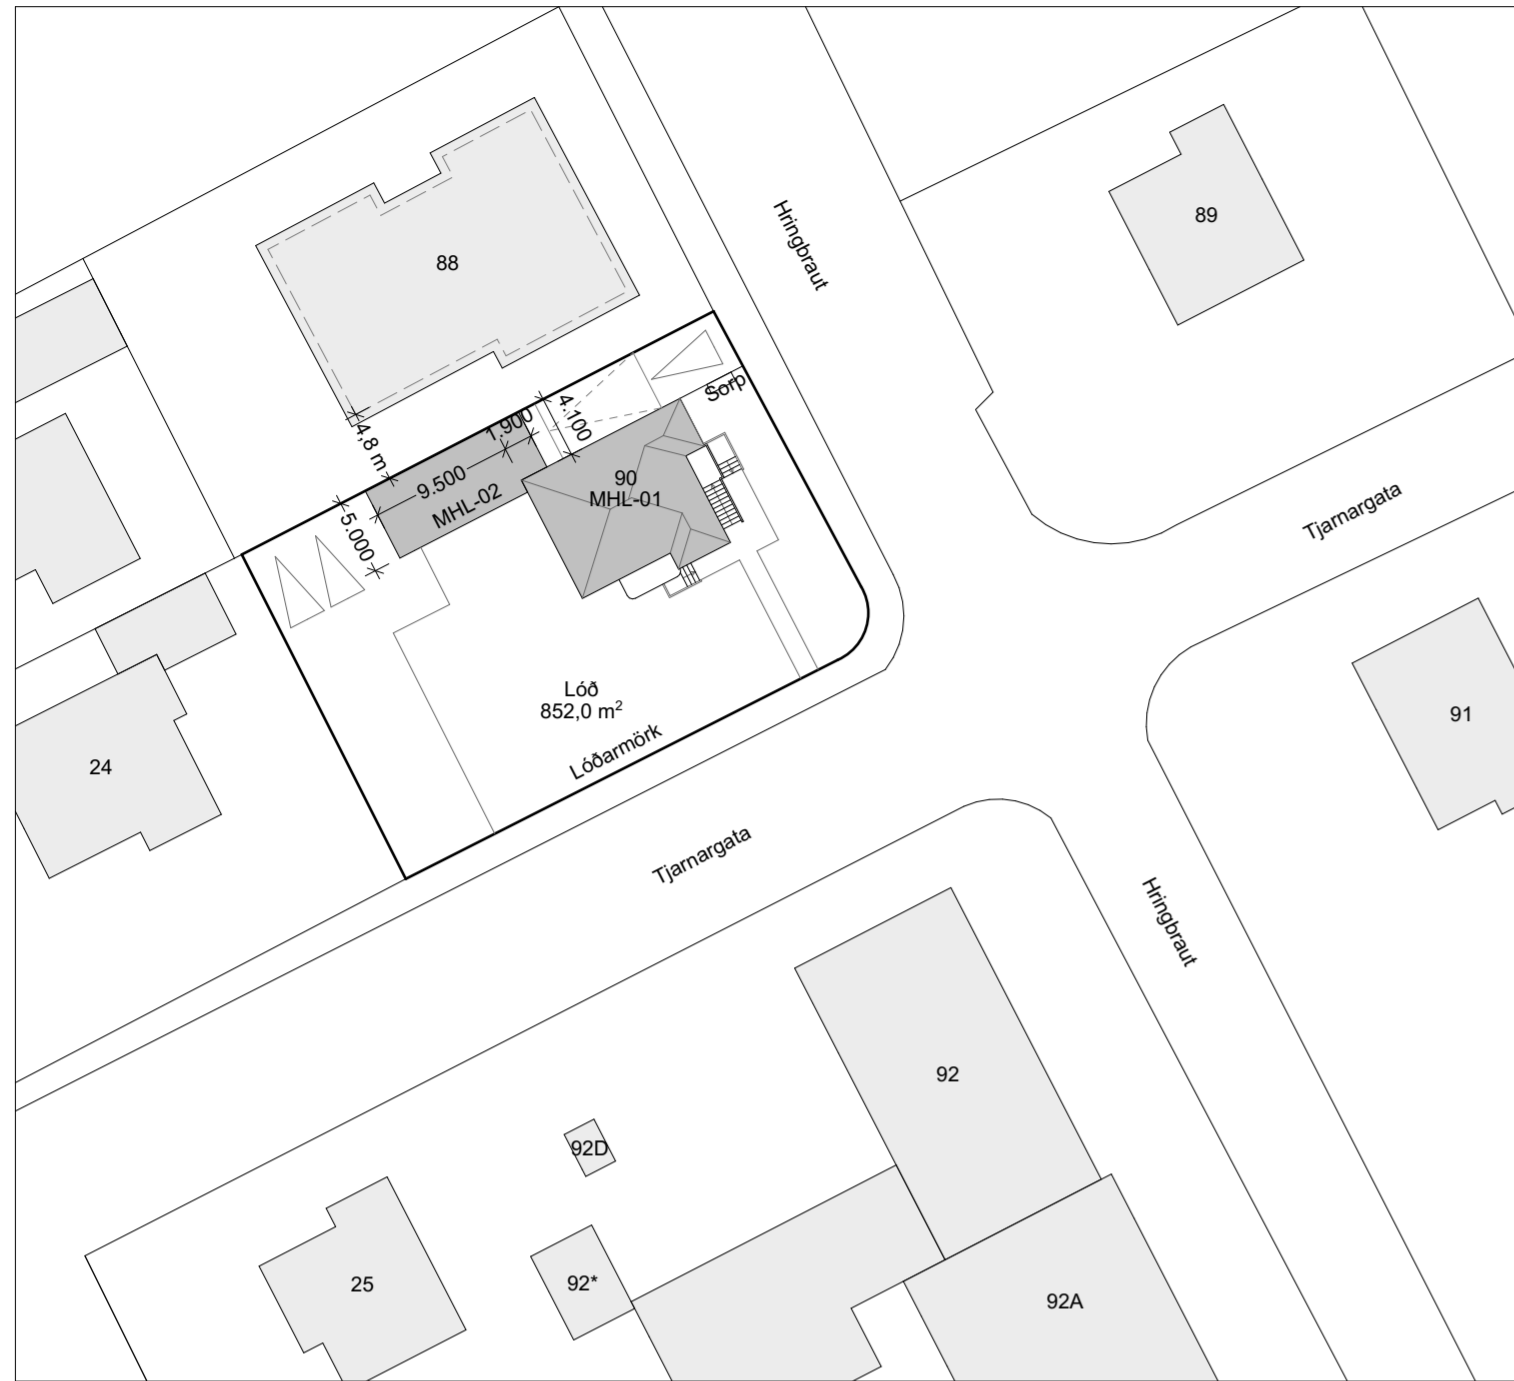 Hringbraut
89
88
Sorp
4.100
1.900
4,8 m
9.500
90
MHL-01
MHL-02
5.000
Tjarnargata
Lóð
852,0 m²
Lóðarmörk
91
24
Tjarnargata
Hringbraut
92
92D
25
92*
92A